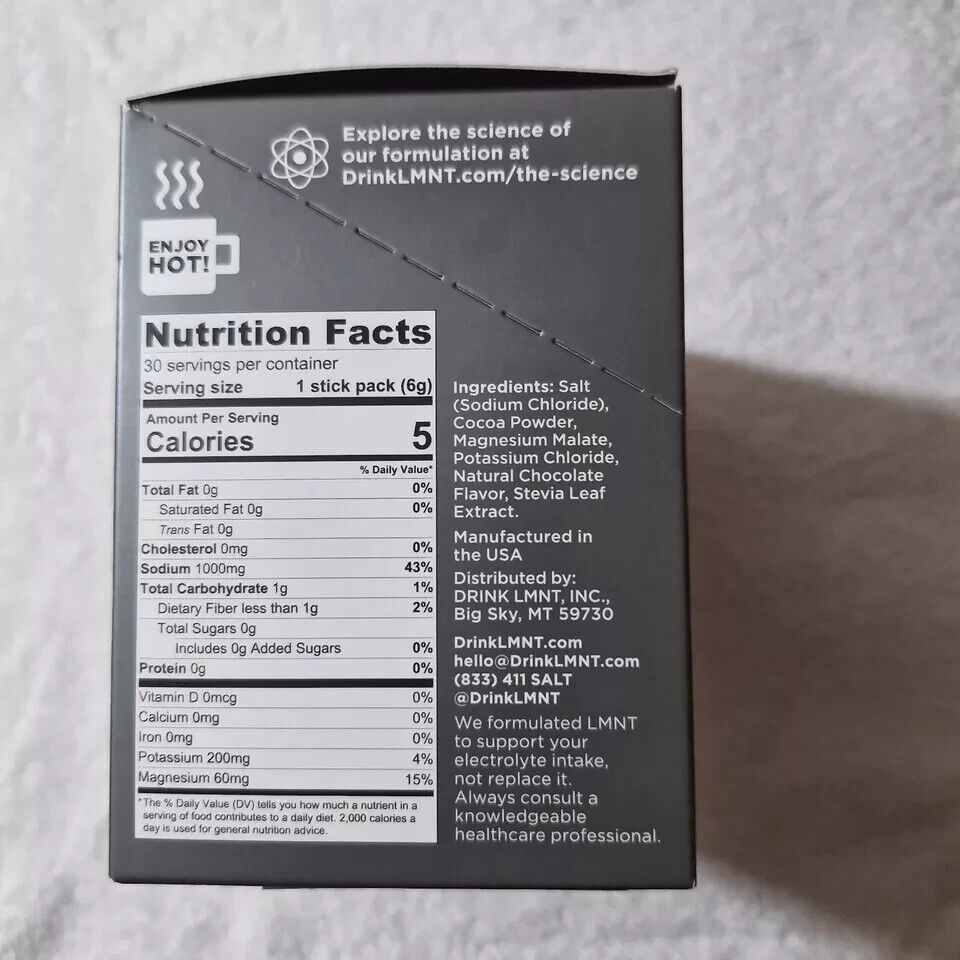 Explore the science of
our formulation at
DrinkLMNT.com/the-science
ENJOY
HOT!
Nutrition Facts
30 servings per container
Serving size 1 stick pack (6g)
Amount Per Serving
Calories 5
% Daily Value*
Total Fat 0g 0%
Saturated Fat 0g 0%
Trans Fat 0g
Cholesterol 0mg 0%
Sodium 1000mg 43%
Total Carbohydrate 1g 1%
Dietary Fiber less than 1g 2%
Total Sugars 0g
Includes 0g Added Sugars 0%
Protein 0g 0%
Vitamin D 0mcg 0%
Calcium 0mg 0%
Iron 0mg 0%
Potassium 200mg 4%
Magnesium 60mg 15%
*The % Daily Value (DV) tells you how much a nutrient in a
serving of food contributes to a daily diet. 2,000 calories a
day is used for general nutrition advice.
Ingredients: Salt
(Sodium Chloride),
Cocoa Powder,
Magnesium Malate,
Potassium Chloride,
Natural Chocolate
Flavor, Stevia Leaf
Extract.
Manufactured in
the USA
Distributed by:
DRINK LMNT, INC.,
Big Sky, MT 59730
DrinkLMNT.com
hello@DrinkLMNT.com
(833) 411 SALT
@DrinkLMNT
We formulated LMNT
to support your
electrolyte intake,
not replace it.
Always consult a
knowledgeable
healthcare professional.